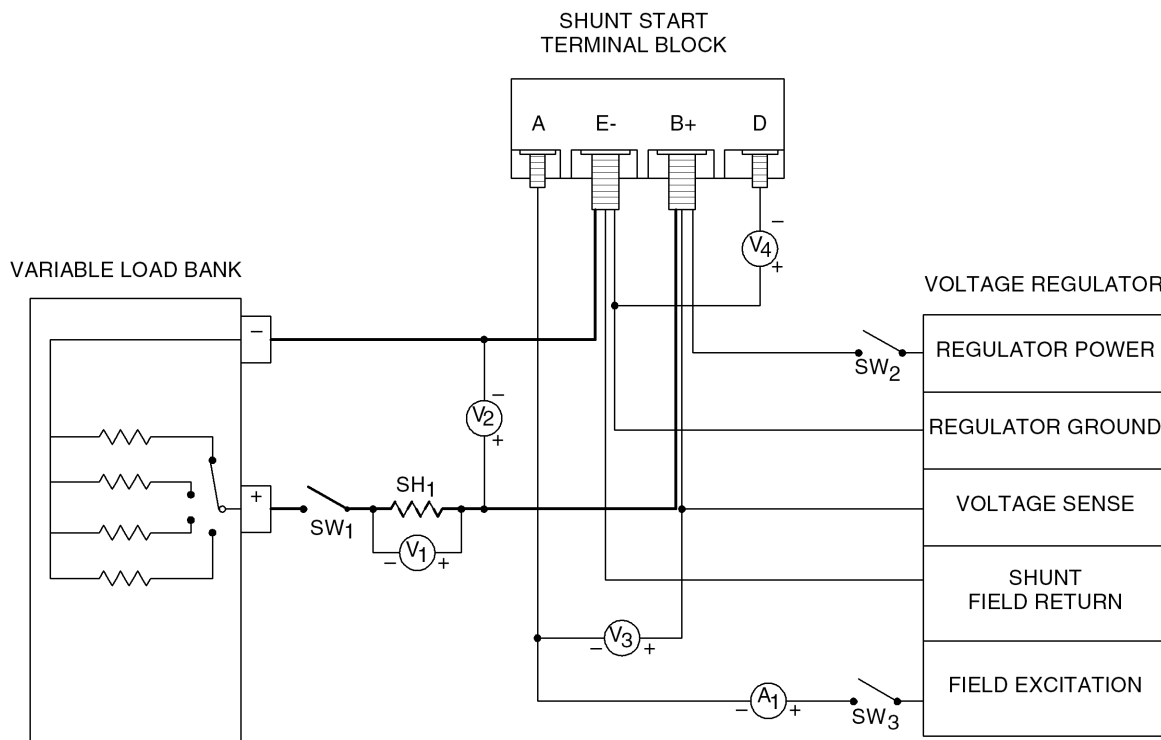 SHUNT START
TERMINAL BLOCK
A E- B+ D
−
V4
+
VARIABLE LOAD BANK
VOLTAGE REGULATOR
−
REGULATOR POWER
SW2
−
V2
+
REGULATOR GROUND
SH1
+
SW1
VOLTAGE SENSE
− V1 +
SHUNT
FIELD RETURN
− V3 +
FIELD EXCITATION
− A1 +
SW3